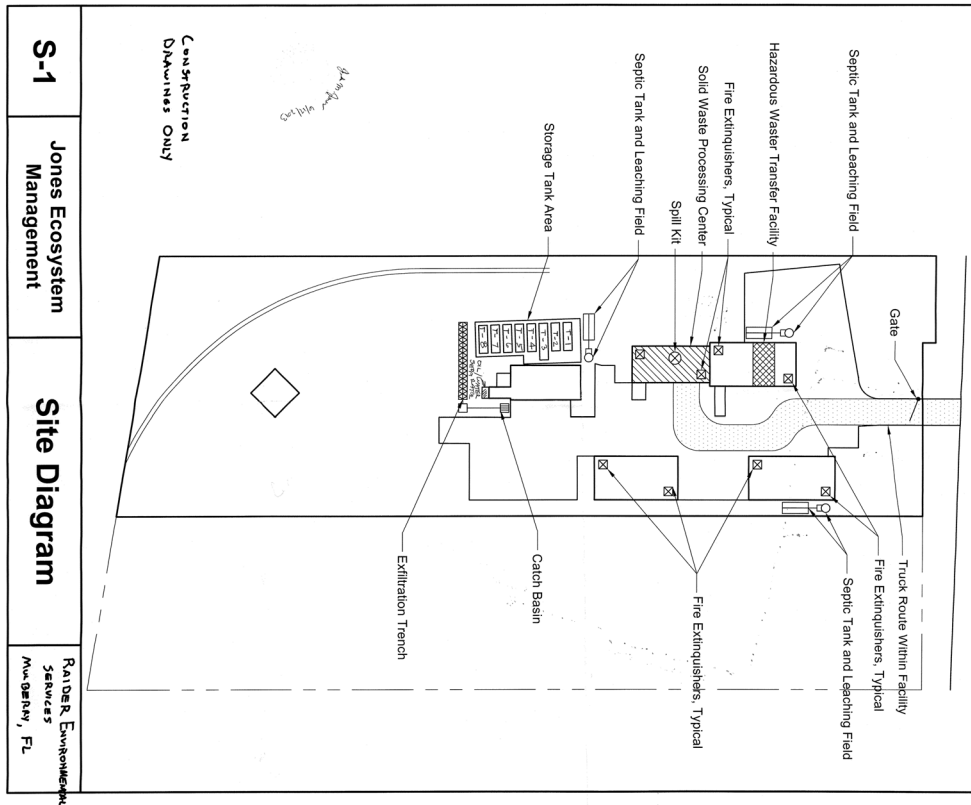 Septic Tank and Leaching Field
Hazardous Waster Transfer Facility
Fire Extinquishers, Typical
Solid Waste Processing Center
Spill Kit
Septic Tank and Leaching Field
Storage Tank Area
Gate
T-1
T-2
T-3
T-4
T-5
T-6
T-7
T-8
Truck Route Within Facility
Fire Extinquishers, Typical
Septic Tank and Leaching Field
Fire Extinquishers, Typical
Catch Basin
Exfiltration Trench
CONSTRUCTION
DRAWINGS ONLY
S-1
Jones Ecosystem
Management
Site Diagram
RAIDER
SERVICES
MULBERRY, FL